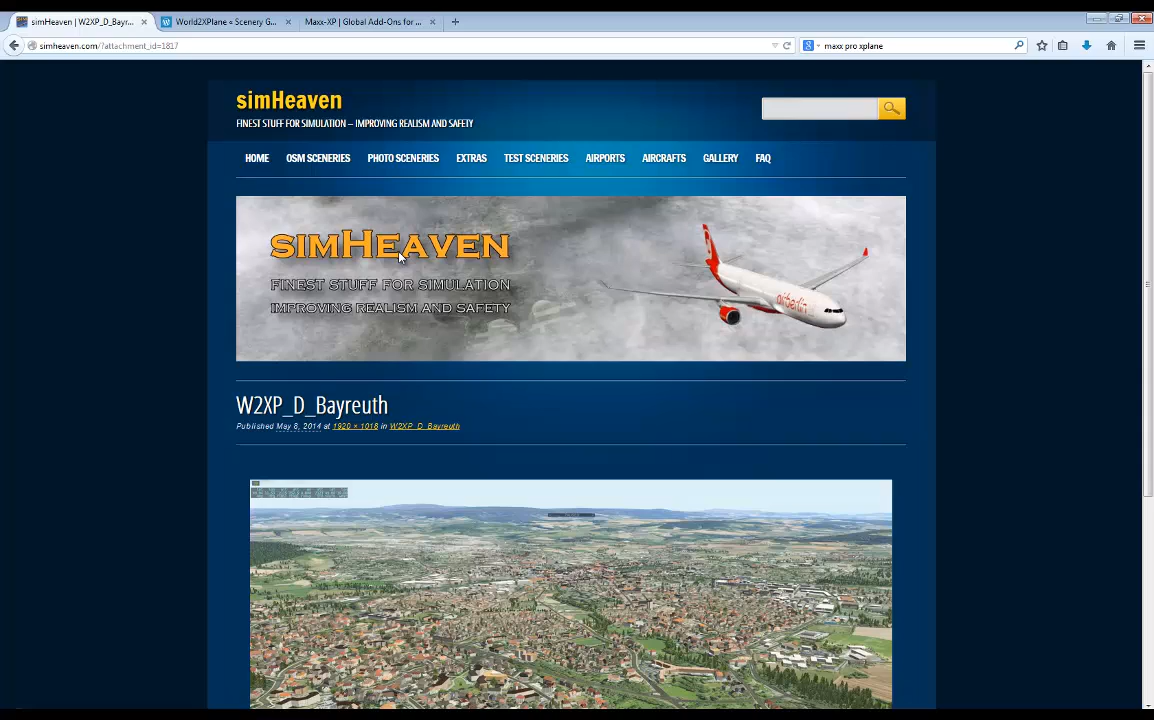 simHeaven | W2XP_D_Bayr...
World2XPlane « Scenery G...
Maxx-XP | Global Add-Ons for ...
simheaven.com/?attachment_id=1817
maxx pro xplane
simHeaven
FINEST STUFF FOR SIMULATION – IMPROVING REALISM AND SAFETY
HOME OSM SCENERIES PHOTO SCENERIES EXTRAS TEST SCENERIES AIRPORTS AIRCRAFTS GALLERY FAQ
SIMHEAVEN
FINEST STUFF FOR SIMULATION
IMPROVING REALISM AND SAFETY
airberlin
W2XP_D_Bayreuth
Published May 8, 2014 at 1920 × 1018 in W2XP_D_Bayreuth